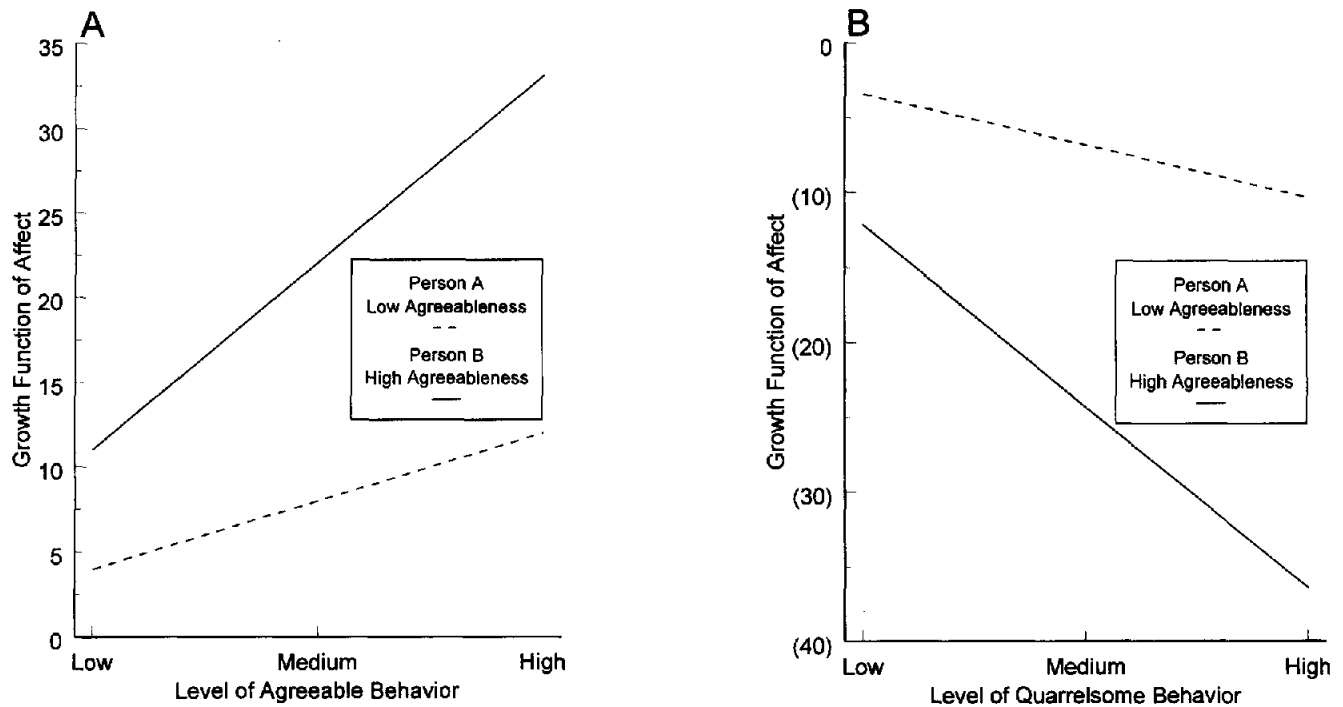 A
35
30
25
20
15
10
5
0
Growth Function of Affect
Person A
Low Agreeableness
Person B
High Agreeableness
Low Medium High
Level of Agreeable Behavior
B
0
(10)
(20)
(30)
(40)
Growth Function of Affect
Person A
Low Agreeableness
Person B
High Agreeableness
Low Medium High
Level of Quarrelsome Behavior